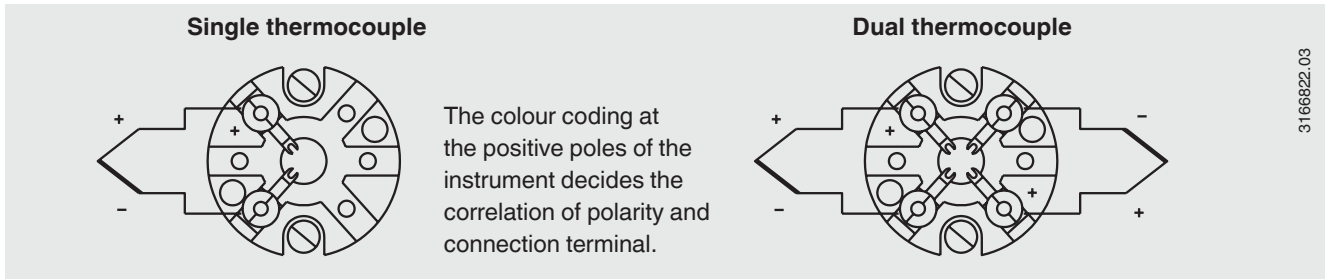 Single thermocouple
+
+
–
The colour coding at
the positive poles of the
instrument decides the
correlation of polarity and
connection terminal.
Dual thermocouple
+
+
–
–
+
+
3166822.03